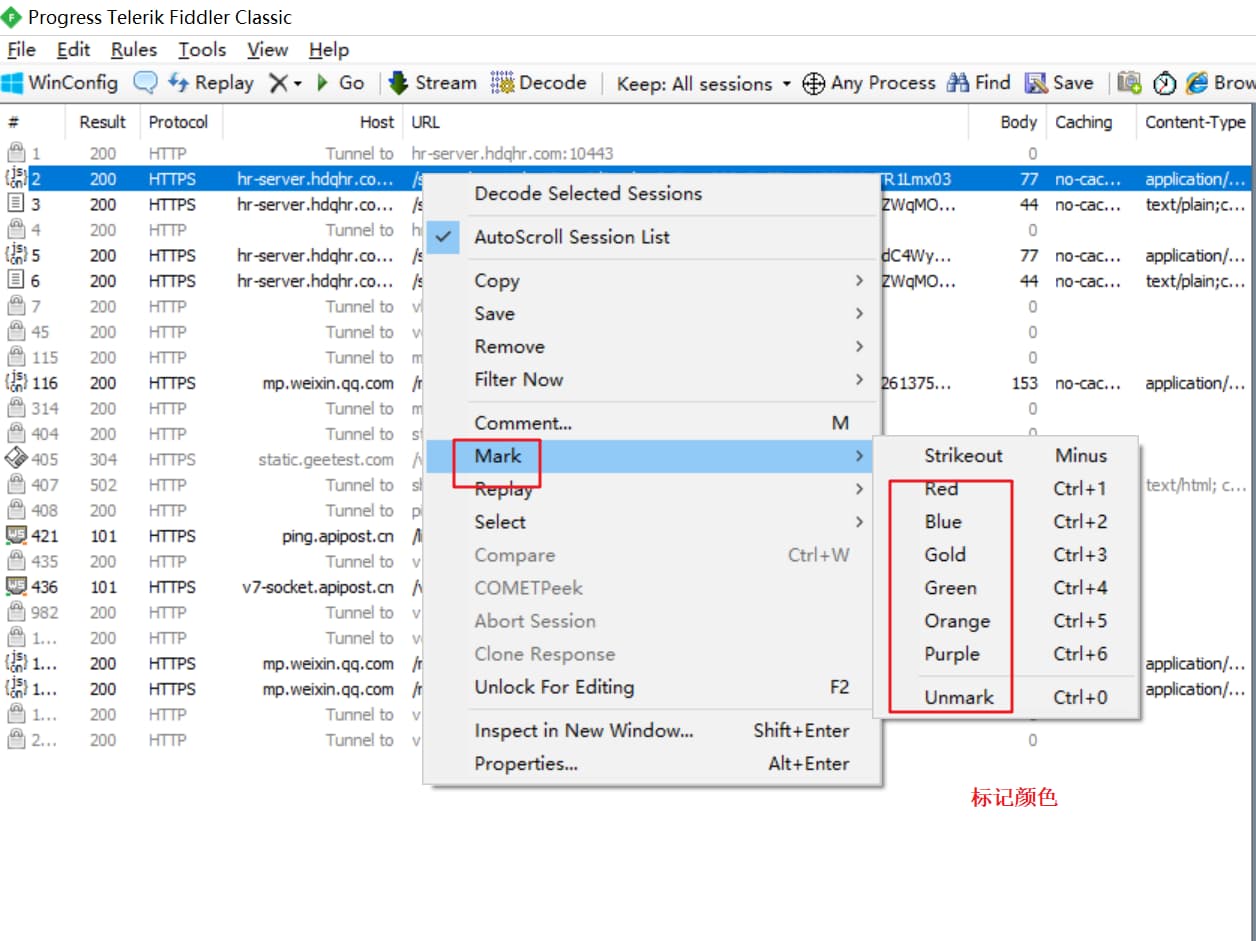 Progress Telerik Fiddler Classic
File Edit Rules Tools View Help
WinConfig Replay Go Stream Decode Keep: All sessions Any Process Find Save Brow
# Result Protocol Host URL Body Caching Content-Type
1 200 HTTP Tunnel to hr-server.hdqhr.com:10443 0
2 200 HTTPS hr-server.hdqhr.co... /s R1Lmx03 77 no-cac... application/...
3 200 HTTPS hr-server.hdqhr.co... /s ZWqMO... 44 no-cac... text/plain;c...
4 200 HTTP Tunnel to 0
5 200 HTTPS hr-server.hdqhr.co... /s dC4Wy... 77 no-cac... application/...
6 200 HTTPS hr-server.hdqhr.co... /s ZWqMO... 44 no-cac... text/plain;c...
7 200 HTTP Tunnel to 0
45 200 HTTP Tunnel to 0
115 200 HTTP Tunnel to 0
116 200 HTTPS mp.weixin.qq.com 261375... 153 no-cac... application/...
314 200 HTTP Tunnel to 0
404 200 HTTP Tunnel to 0
405 304 HTTPS static.geetest.com
407 502 HTTP Tunnel to text/html; c...
408 200 HTTP Tunnel to
421 101 HTTPS ping.apipost.cn
435 200 HTTP Tunnel to
436 101 HTTPS v7-socket.apipost.cn
982 200 HTTP Tunnel to
1... 200 HTTP Tunnel to
1... 200 HTTPS mp.weixin.qq.com application/...
1... 200 HTTPS mp.weixin.qq.com application/...
1... 200 HTTP Tunnel to
2... 200 HTTP Tunnel to 0
Decode Selected Sessions
AutoScroll Session List
Copy
Save
Remove
Filter Now
Comment... M
Mark
Replay
Select
Compare Ctrl+W
COMETPeek
Abort Session
Clone Response
Unlock For Editing F2
Inspect in New Window... Shift+Enter
Properties... Alt+Enter
Strikeout Minus
Red Ctrl+1
Blue Ctrl+2
Gold Ctrl+3
Green Ctrl+4
Orange Ctrl+5
Purple Ctrl+6
Unmark Ctrl+0
标记颜色